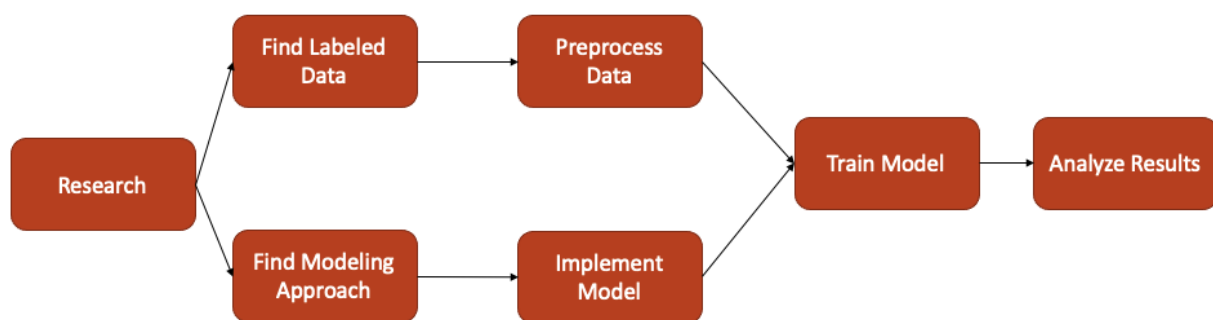 Find Labeled
Data
Preprocess
Data
Research
Train Model
Analyze Results
Find Modeling
Approach
Implement
Model